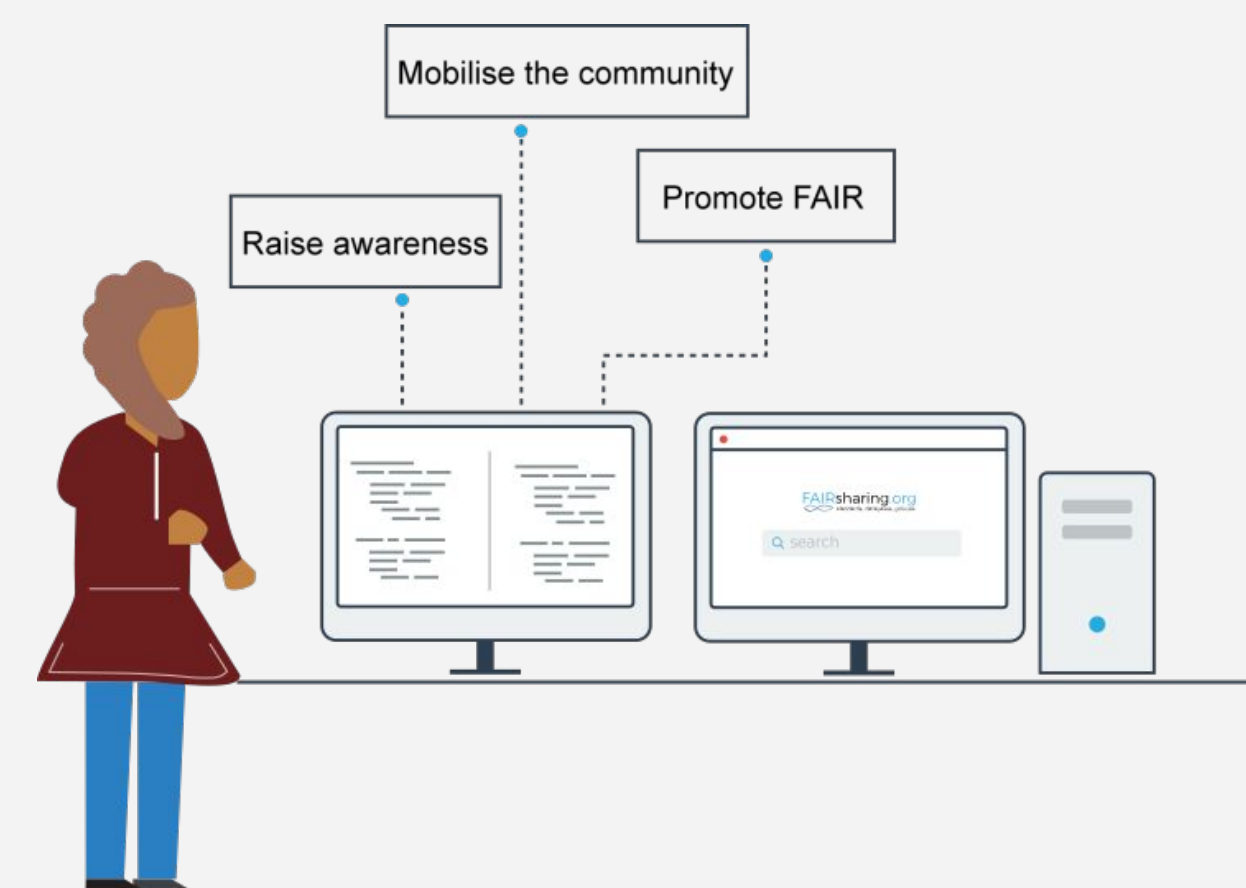 Mobilise the community
Promote FAIR
Raise awareness
FAIRsharing.org
search